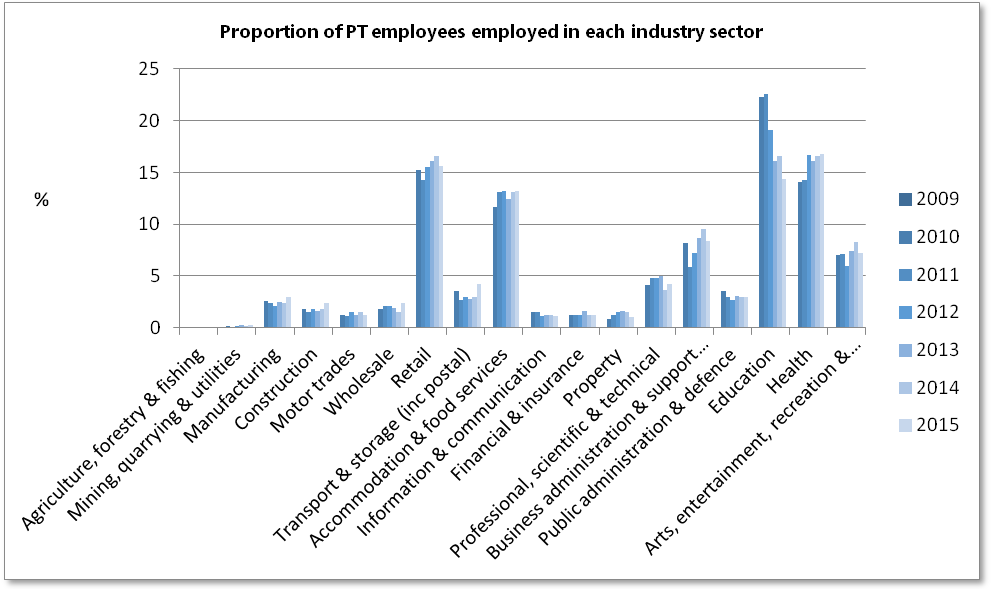 Proportion of PT employees employed in each industry sector
25
20
15
10
5
0
%
Agriculture, forestry & fishing
Mining, quarrying & utilities
Manufacturing
Construction
Motor trades
Wholesale
Retail
Transport & storage (inc postal)
Accommodation & food services
Information & communication
Financial & insurance
Property
Professional, scientific & technical
Business administration & support...
Public administration & defence
Education
Health
Arts, entertainment, recreation &...
2009
2010
2011
2012
2013
2014
2015